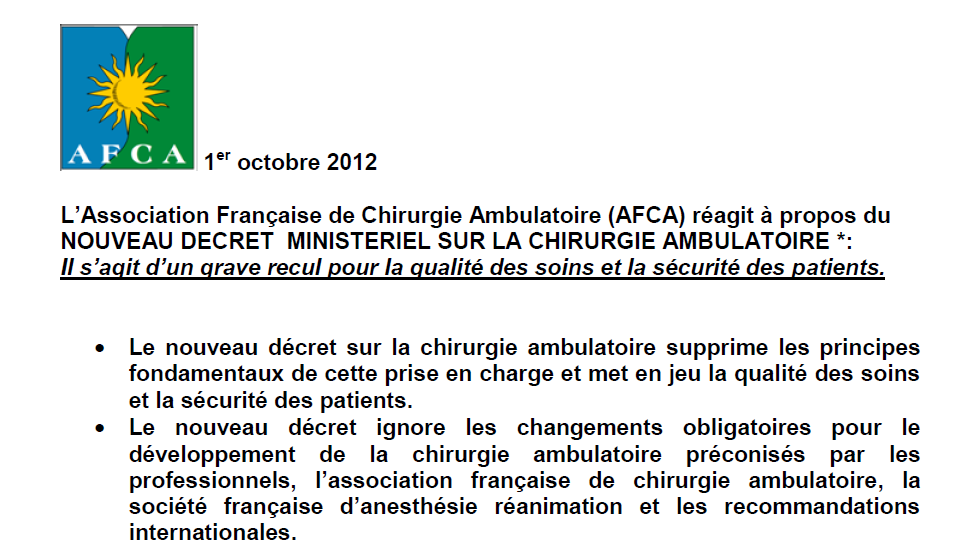 AFCA
1er octobre 2012
L’Association Française de Chirurgie Ambulatoire (AFCA) réagit à propos du
NOUVEAU DECRET MINISTERIEL SUR LA CHIRURGIE AMBULATOIRE *:
Il s’agit d’un grave recul pour la qualité des soins et la sécurité des patients.
• Le nouveau décret sur la chirurgie ambulatoire supprime les principes
fondamentaux de cette prise en charge et met en jeu la qualité des soins
et la sécurité des patients.
• Le nouveau décret ignore les changements obligatoires pour le
développement de la chirurgie ambulatoire préconisés par les
professionnels, l’association française de chirurgie ambulatoire, la
société française d’anesthésie réanimation et les recommandations
internationales.